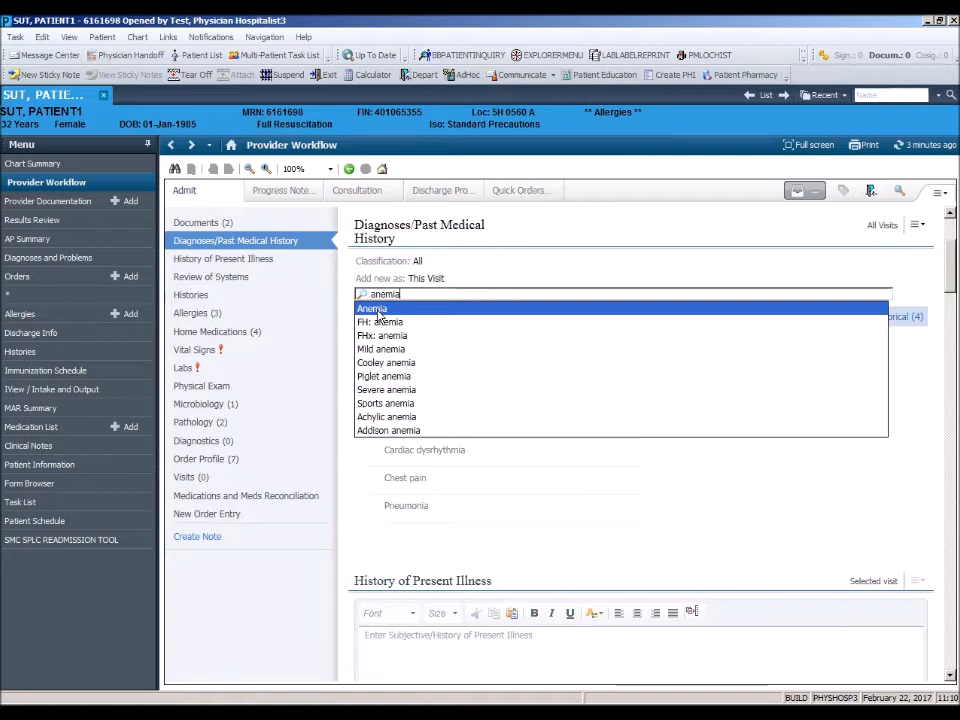 SUT, PATIENT1 - 6161698 Opened by Test, Physician Hospitalist3
Task Edit View Patient Chart Links Notifications Navigation Help
Message Center Physician Handoff Patient List Multi-Patient Task List Up To Date BBPATIENTINQUIRY EXPLORERMENU LABLABELREPRINT PMLOCHIST Sign.: 0 Docum.: 0 Cosig.: 0
New Sticky Note View Sticky Notes Tear Off Attach Suspend Exit Calculator Depart AdHoc Communicate Patient Education Create PHI Patient Pharmacy
SUT, PATIE... List Recent Name
SUT, PATIENT1 MRN: 6161698 FIN: 401065355 Loc: 5H 0560 A ** Allergies **
32 Years Female DOB: 01-Jan-1985 Full Resuscitation Iso: Standard Precautions
Menu Provider Workflow Full screen Print 3 minutes ago
Chart Summary
Provider Workflow
Provider Documentation Add
Results Review
AP Summary
Diagnoses and Problems
Orders Add
*
Allergies Add
Discharge Info
Histories
Immunization Schedule
IView / Intake and Output
MAR Summary
Medication List Add
Clinical Notes
Patient Information
Form Browser
Task List
Patient Schedule
SMC SPLC READMISSION TOOL
100%
Admit Progress Note... Consultation Discharge Pro... Quick Orders...
Documents (2)
Diagnoses/Past Medical History
History of Present Illness
Review of Systems
Histories
Allergies (3)
Home Medications (4)
Vital Signs
Labs
Physical Exam
Microbiology (1)
Pathology (2)
Diagnostics (0)
Order Profile (7)
Visits (0)
Medications and Meds Reconciliation
New Order Entry
Create Note
Diagnoses/Past Medical
History
All Visits
Classification: All
Add new as: This Visit
anemia
Anemia
FH: anemia
FHx: anemia
Mild anemia
Cooley anemia
Piglet anemia
Severe anemia
Sports anemia
Achylic anemia
Addison anemia
(4)
Cardiac dysrhythmia
Chest pain
Pneumonia
History of Present Illness Selected visit
Font Size B I U A
Enter Subjective/History of Present Illness
BUILD PHYSHOSP3 February 22, 2017 11:10